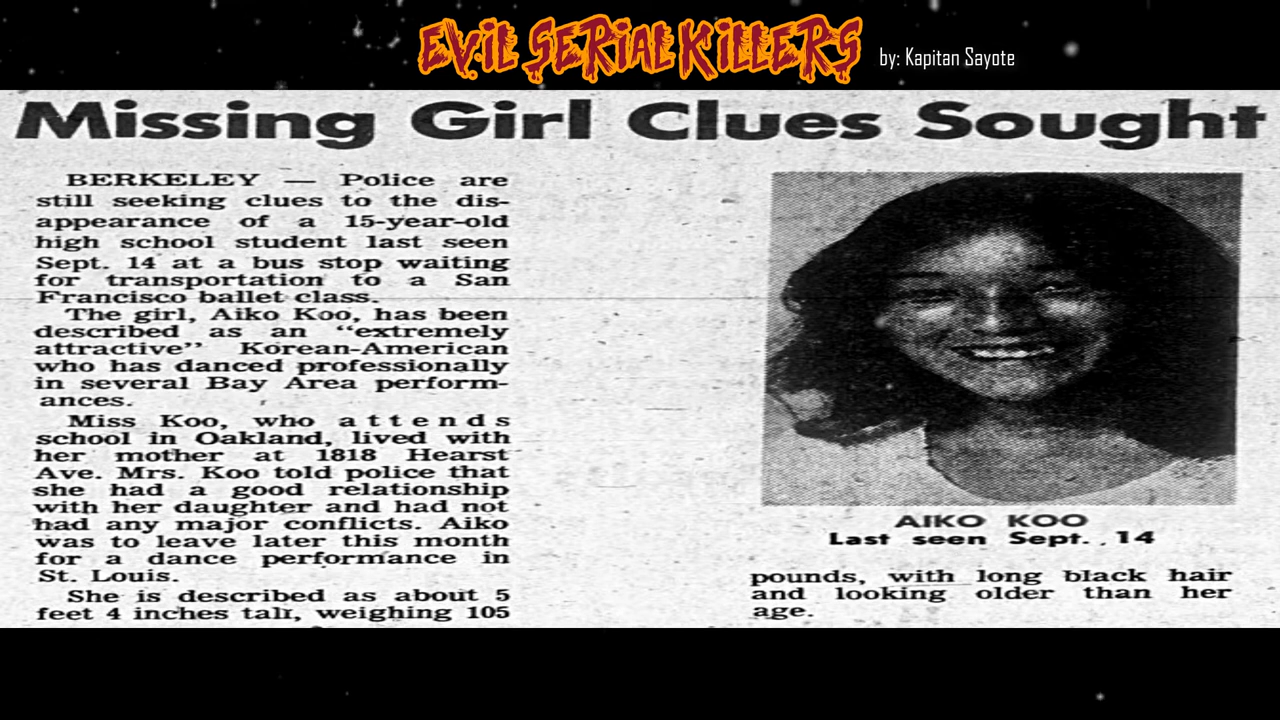 EVIL SERIAL KILLERS by: Kapitan Sayote
Missing Girl Clues Sought
BERKELEY — Police are
still seeking clues to the dis-
appearance of a 15-year-old
high school student last seen
Sept. 14 at a bus stop waiting
for transportation to a San
Francisco ballet class.
The girl, Aiko Koo, has been
described as an “extremely
attractive” Korean-American
who has danced professionally
in several Bay Area perform-
ances.
Miss Koo, who attends
school in Oakland, lived with
her mother at 1818 Hearst
Ave. Mrs. Koo told police that
she had a good relationship
with her daughter and had not
had any major conflicts. Aiko
was to leave later this month
for a dance performance in
St. Louis.
She is described as about 5
feet 4 inches tall, weighing 105
AIKO KOO
Last seen Sept. 14
pounds, with long black hair
and looking older than her
age.